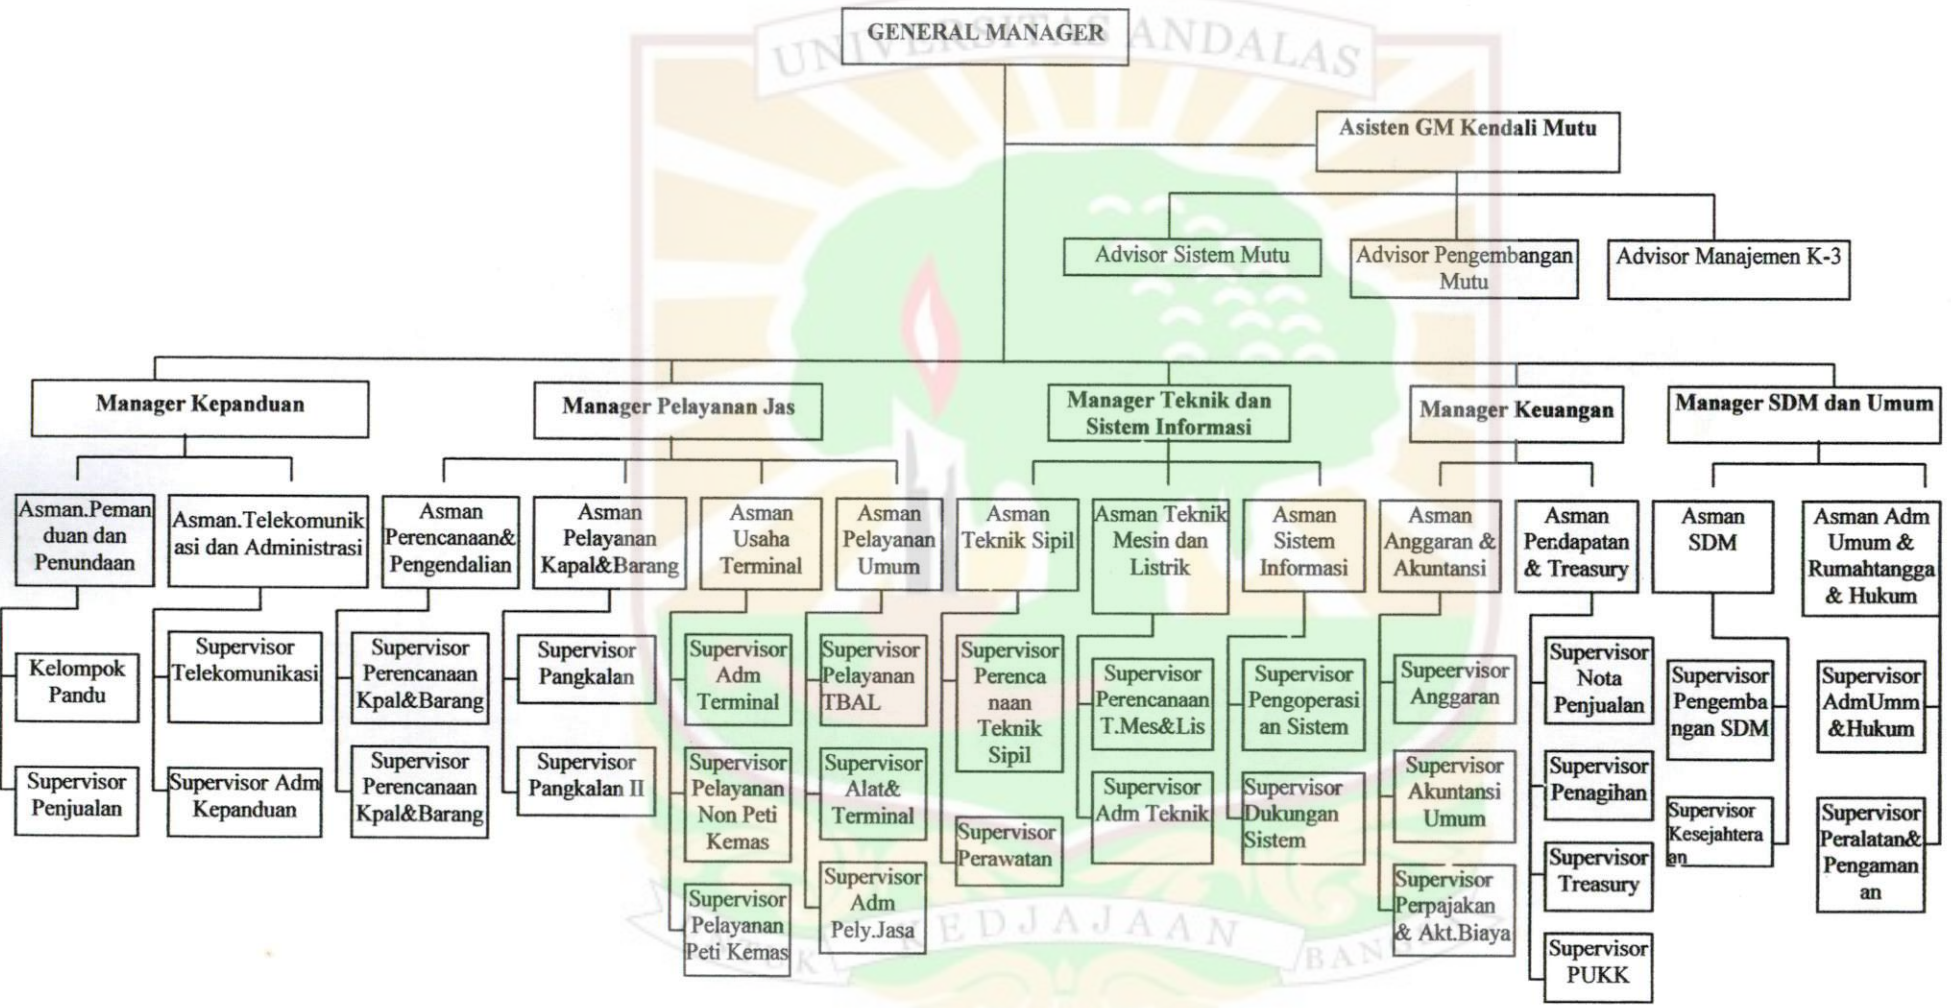 GENERAL MANAGER
UNIVERSITAS ANDALAS
Asisten GM Kendali Mutu
Advisor Sistem Mutu
Advisor Pengembangan
Mutu
Advisor Manajemen K-3
Manager Kepanduan
Manager Pelayanan Jas
Manager Teknik dan
Sistem Informasi
Manager Keuangan
Manager SDM dan Umum
Asman.Peman
duan dan
Penundaan
Asman.Telekomunik
asi dan Administrasi
Asman
Perencanaan&
Pengendalian
Asman
Pelayanan
Kapal&Barang
Asman
Usaha
Terminal
Asman
Pelayanan
Umum
Asman
Teknik Sipil
Asman Teknik
Mesin dan
Listrik
Asman
Sistem
Informasi
Asman
Anggaran &
Akuntansi
Asman
Pendapatan
& Treasury
Asman
SDM
Asman Adm
Umum &
Rumahtangga
& Hukum
Kelompok
Pandu
Supervisor
Penjualan
Supervisor
Telekomunikasi
Supervisor Adm
Kepanduan
Supervisor
Perencanaan
Kpal&Barang
Supervisor
Perencanaan
Kpal&Barang
Supervisor
Pangkalan
Supervisor
Pangkalan II
Supervisor
Adm
Terminal
Supervisor
Pelayanan
Non Peti
Kemas
Supervisor
Pelayanan
Peti Kemas
Supervisor
Pelayanan
TBAL
Supervisor
Alat&
Terminal
Supervisor
Adm
Pely.Jasa
Supervisor
Perenca
naan
Teknik
Sipil
Supervisor
Perawatan
Supervisor
Perencanaan
T.Mes&Lis
Supervisor
Adm Teknik
Supervisor
Pengoperasi
an Sistem
Supervisor
Dukungan
Sistem
Supeervisor
Anggaran
Supervisor
Akuntansi
Umum
Supervisor
Perpajakan
& Akt.Biaya
Supervisor
Nota
Penjualan
Supervisor
Penagihan
Supervisor
Treasury
Supervisor
PUKK
Supervisor
Pengemba
ngan SDM
Supervisor
Kesejahtera
an
Supervisor
AdmUmm
&Hukum
Supervisor
Peralatan&
Pengaman
an
KEDJAJAAN